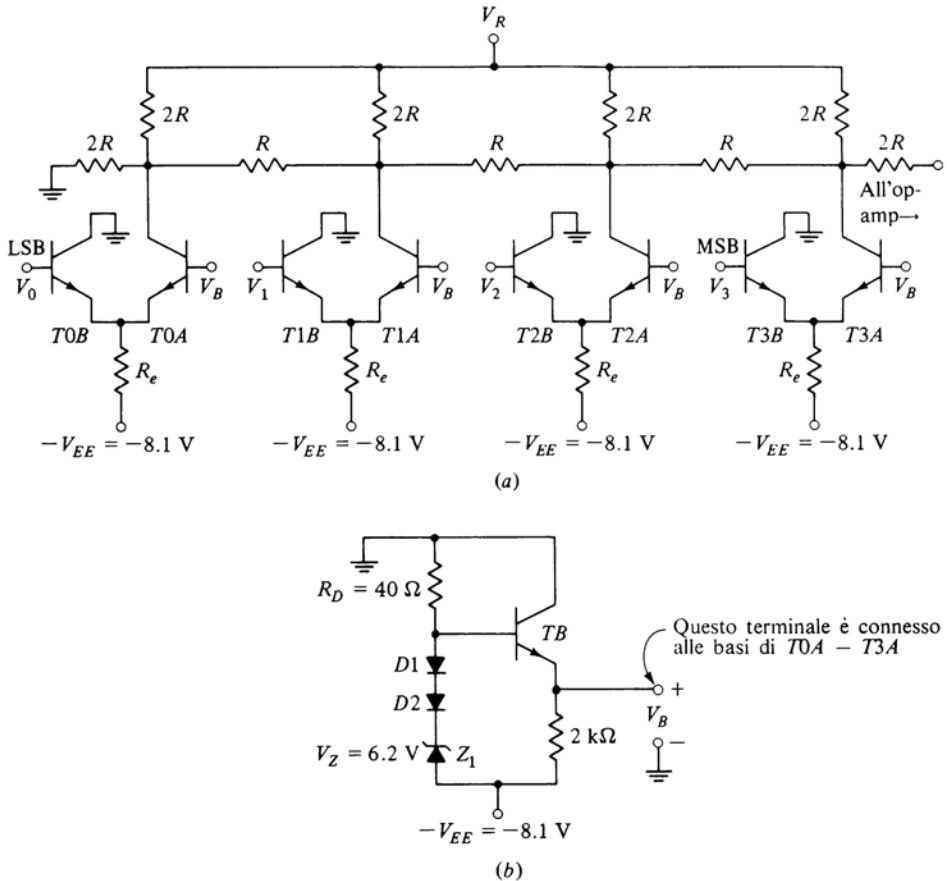 V_R
2R
2R
2R
2R
2R
R
R
R
2R
All'op-
amp→
LSB
MSB
V_0
V_B
V_1
V_B
V_2
V_B
V_3
V_B
T0B
T0A
T1B
T1A
T2B
T2A
T3B
T3A
R_e
R_e
R_e
R_e
−V_EE = −8.1 V
−V_EE = −8.1 V
−V_EE = −8.1 V
−V_EE = −8.1 V
(a)
R_D = 40 Ω
TB
Questo terminale è connesso
alle basi di T0A − T3A
D1
D2
+
V_B
−
2 kΩ
V_Z = 6.2 V
Z_1
−V_EE = −8.1 V
(b)